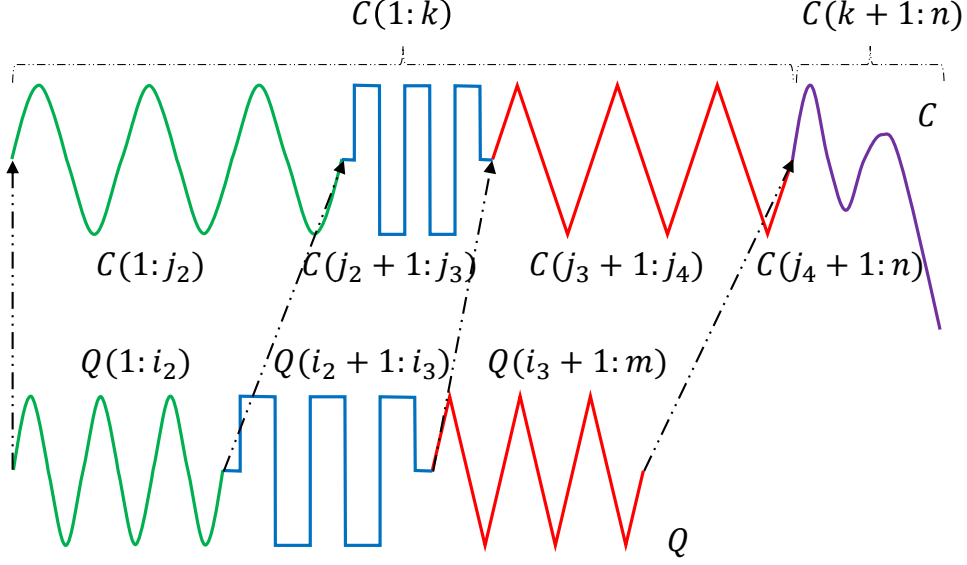 C(1:k)
C(k + 1:n)
C
C(1:j₂)
C(j₂ + 1:j₃)
C(j₃ + 1:j₄)
C(j₄ + 1:n)
Q(1:i₂)
Q(i₂ + 1:i₃)
Q(i₃ + 1:m)
Q